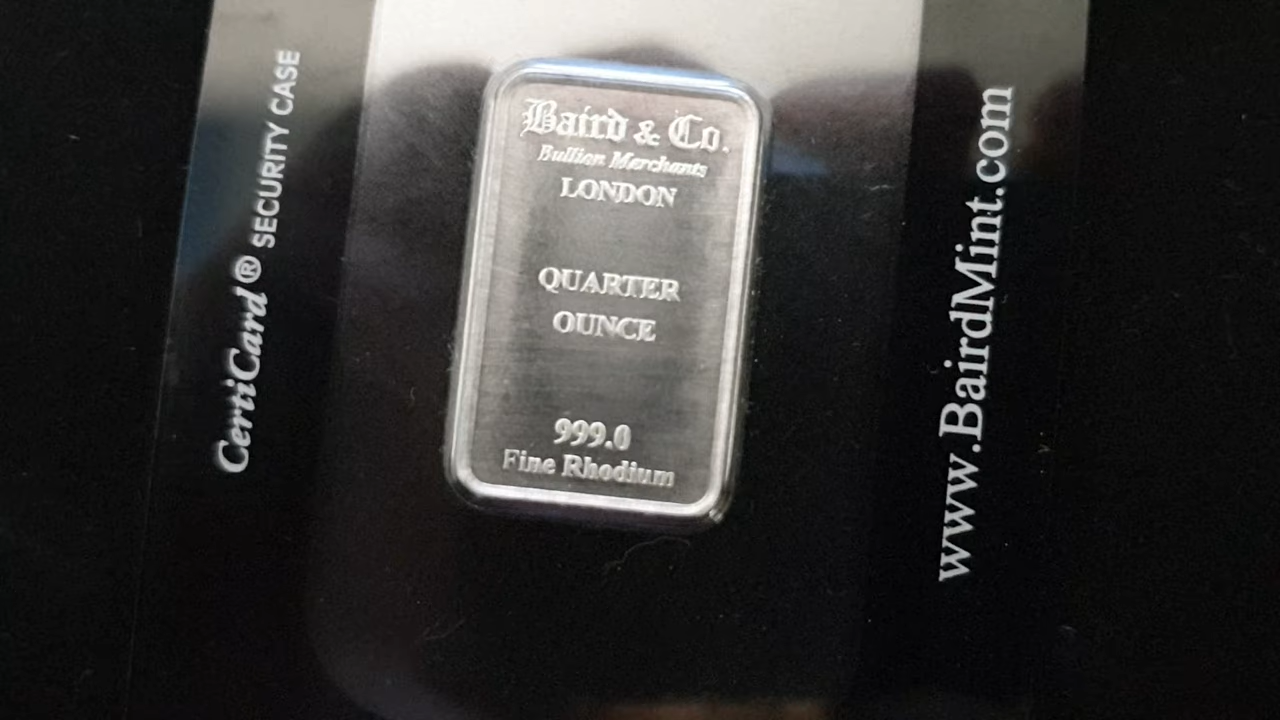 CertiCard® SECURITY CASE
Baird & Co.
Bullion Merchants
LONDON
QUARTER
OUNCE
999.0
Fine Rhodium
www.BairdMint.com